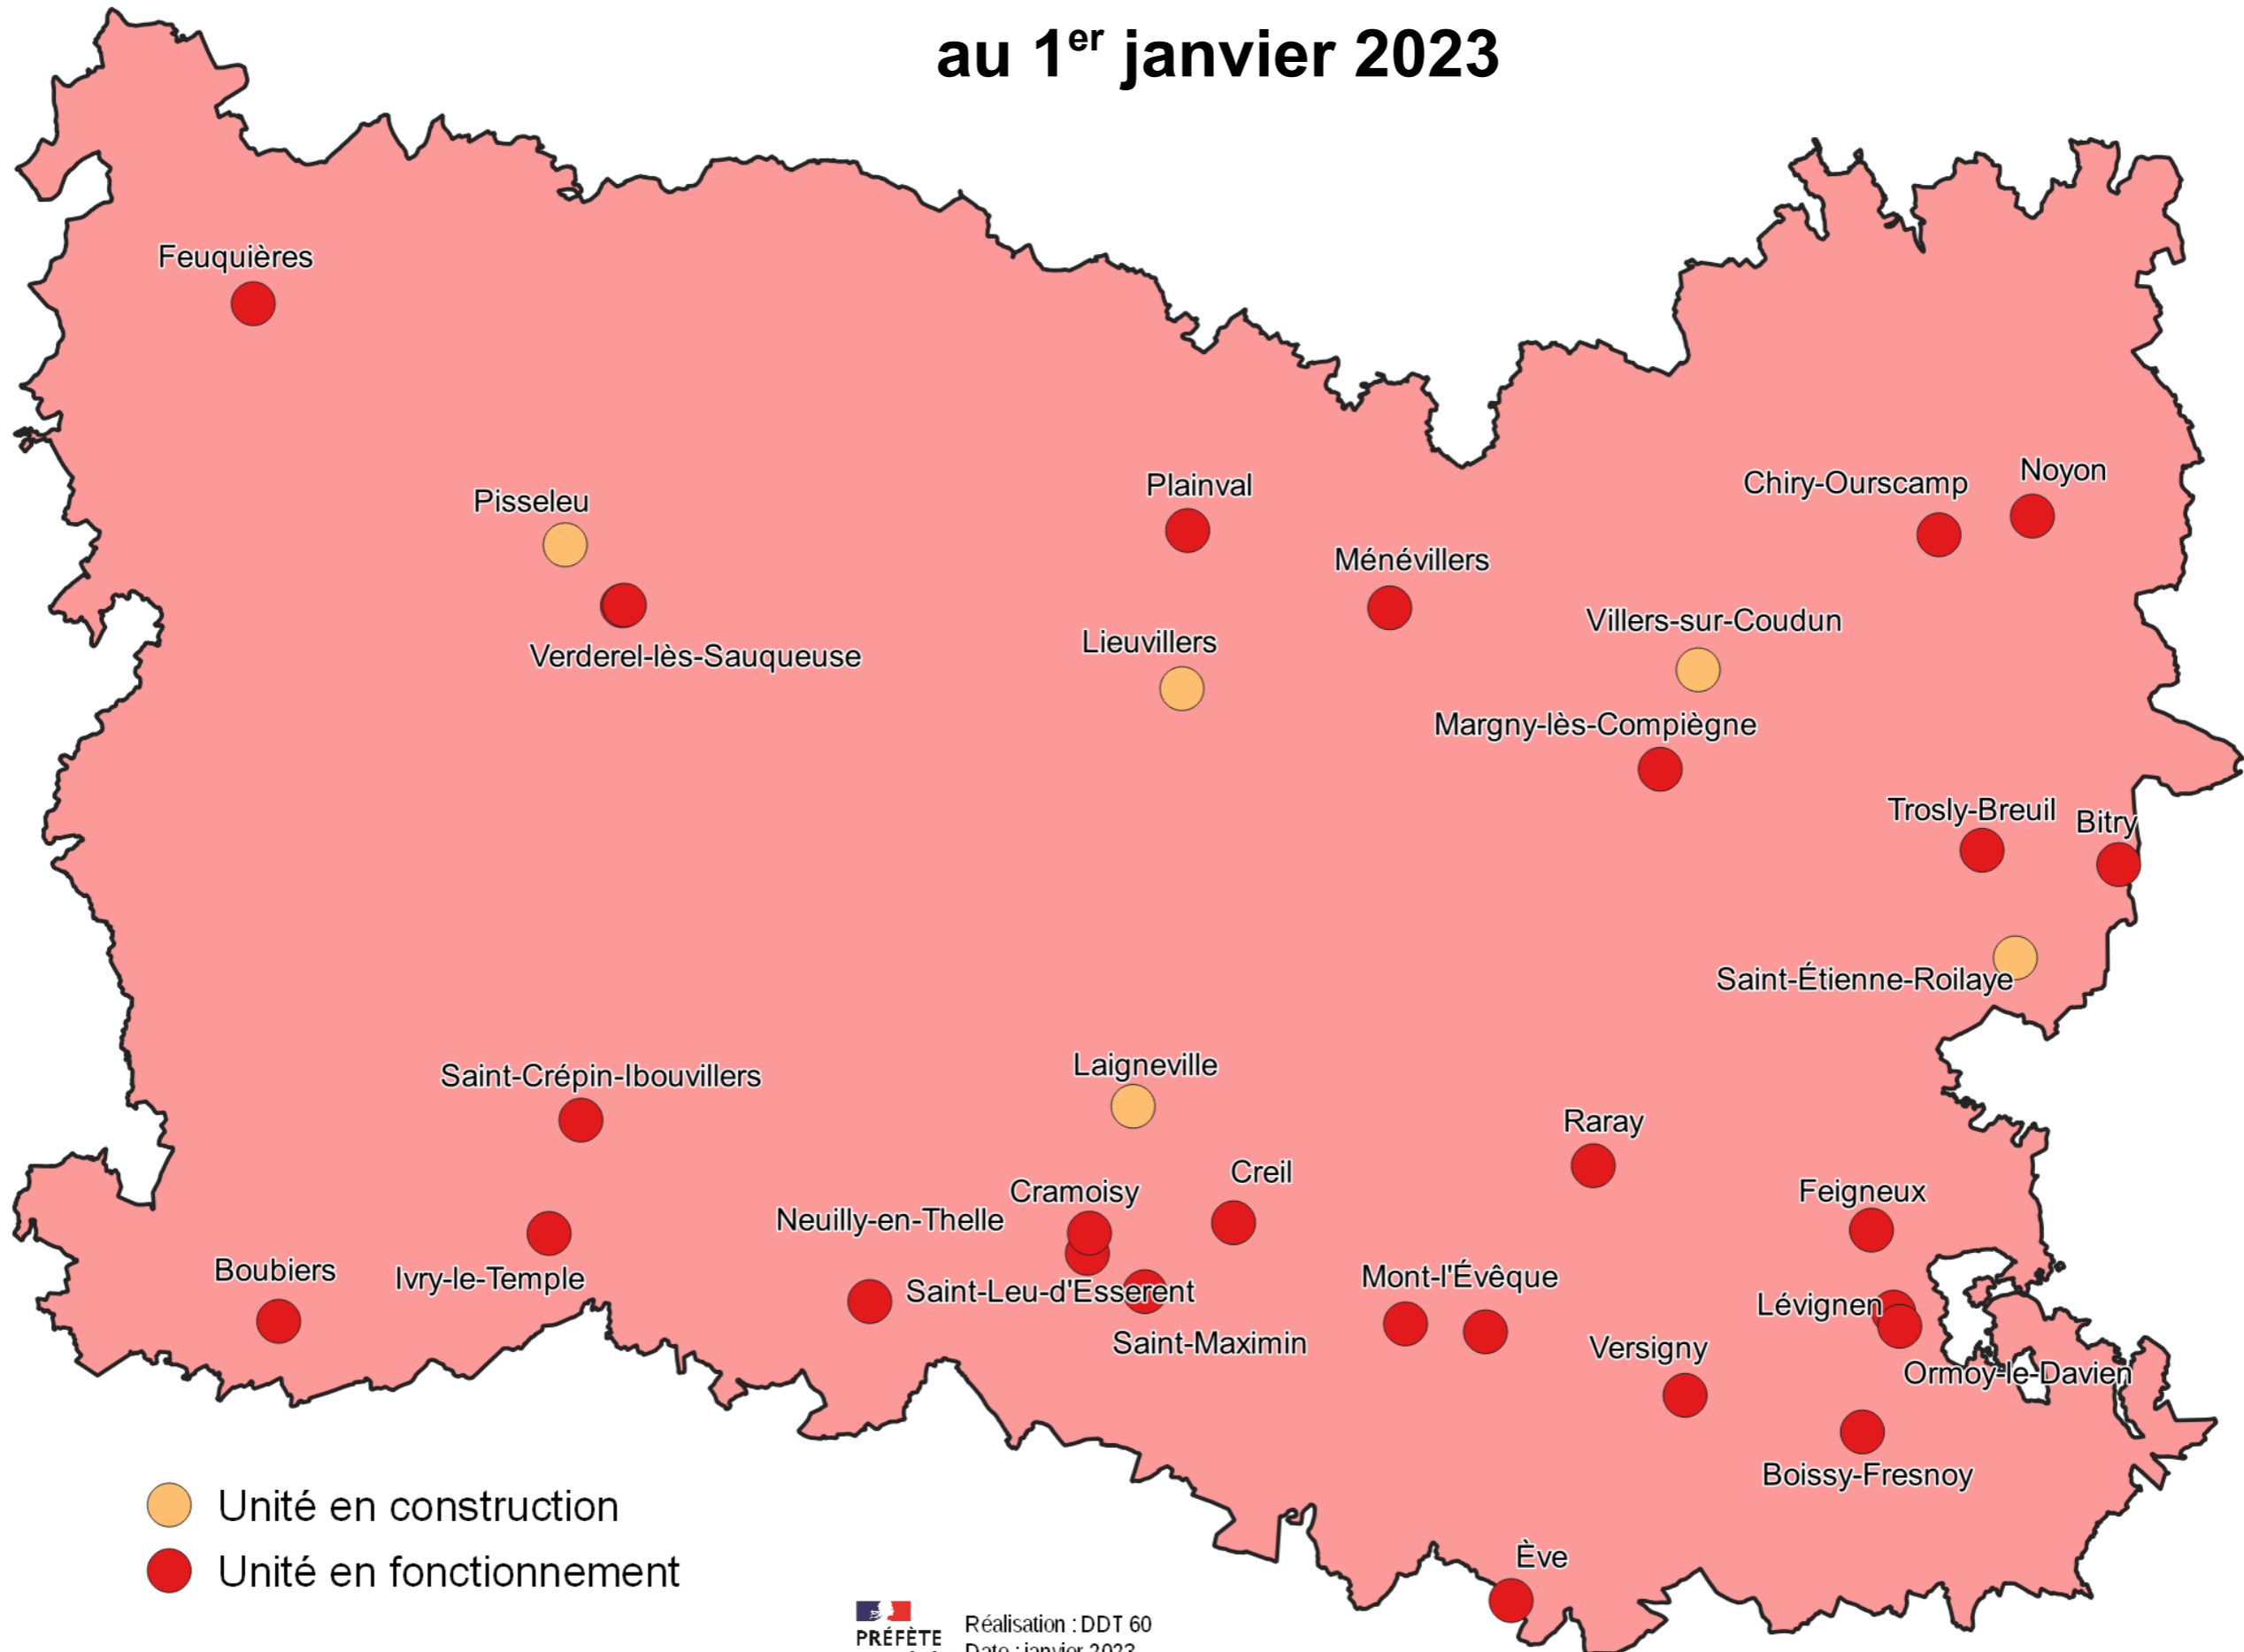 au 1er janvier 2023
Feuquières
Pisseleu
Verderel-lès-Sauqueuse
Plainval
Ménévillers
Lieuvillers
Chiry-Ourscamp
Noyon
Villers-sur-Coudun
Margny-lès-Compiègne
Trosly-Breuil
Bitry
Saint-Étienne-Roilaye
Saint-Crépin-Ibouvillers
Laigneville
Raray
Creil
Cramoisy
Feigneux
Neuilly-en-Thelle
Boubiers
Ivry-le-Temple
Saint-Leu-d'Esserent
Mont-l'Évêque
Lévignen
Saint-Maximin
Versigny
Ormoy-le-Davien
Boissy-Fresnoy
Unité en construction
Unité en fonctionnement
Ève
PRÉFÈTE
Réalisation : DDT 60
Date : janvier 2023